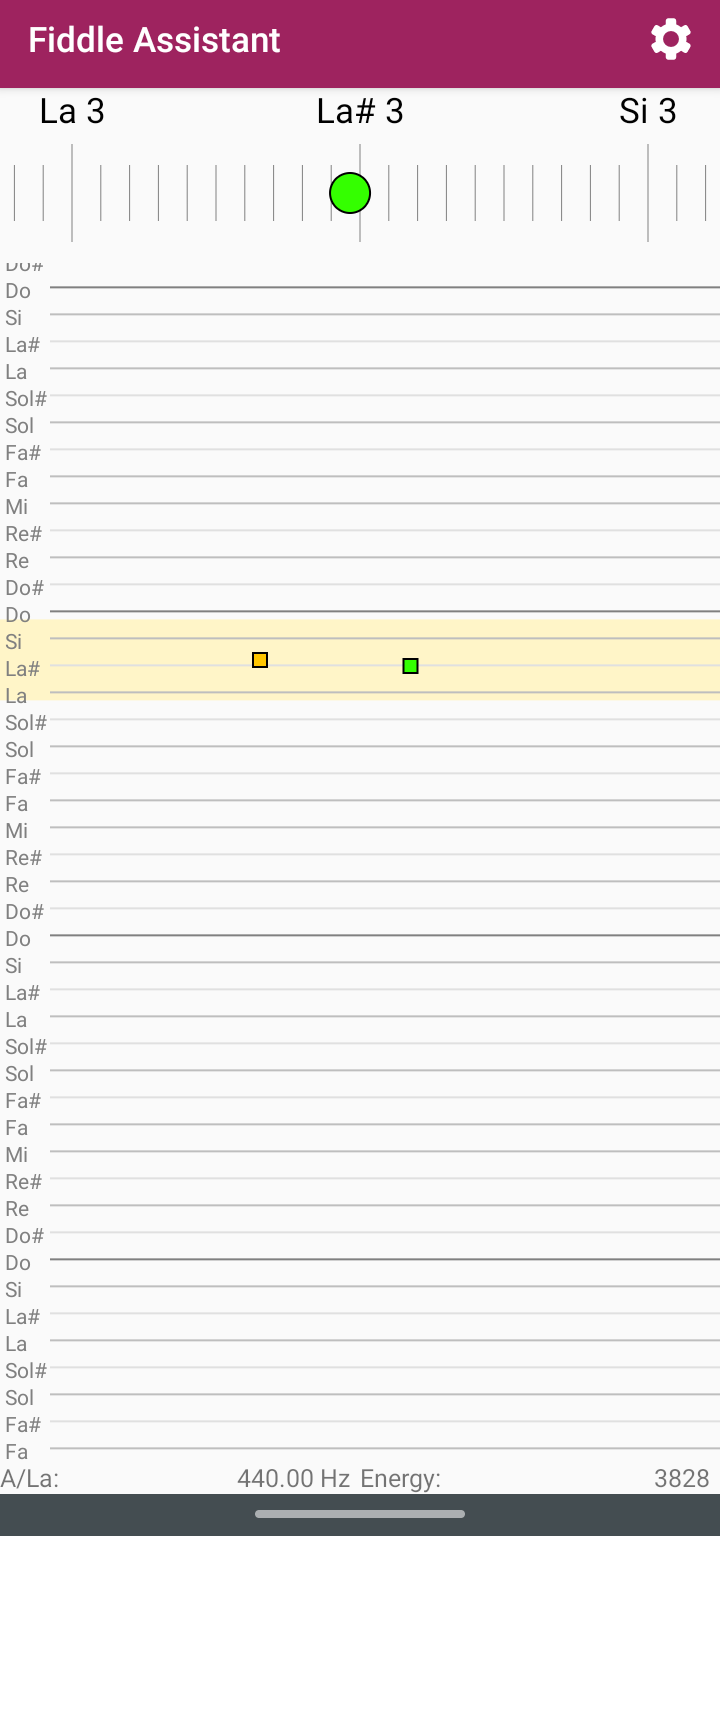 Fiddle Assistant
La 3 La# 3 Si 3
Do#
Do
Si
La#
La
Sol#
Sol
Fa#
Fa
Mi
Re#
Re
Do#
Do
Si
La#
La
Sol#
Sol
Fa#
Fa
Mi
Re#
Re
Do#
Do
Si
La#
La
Sol#
Sol
Fa#
Fa
Mi
Re#
Re
Do#
Do
Si
La#
La
Sol#
Sol
Fa#
Fa
A/La: 440.00 Hz Energy: 3828